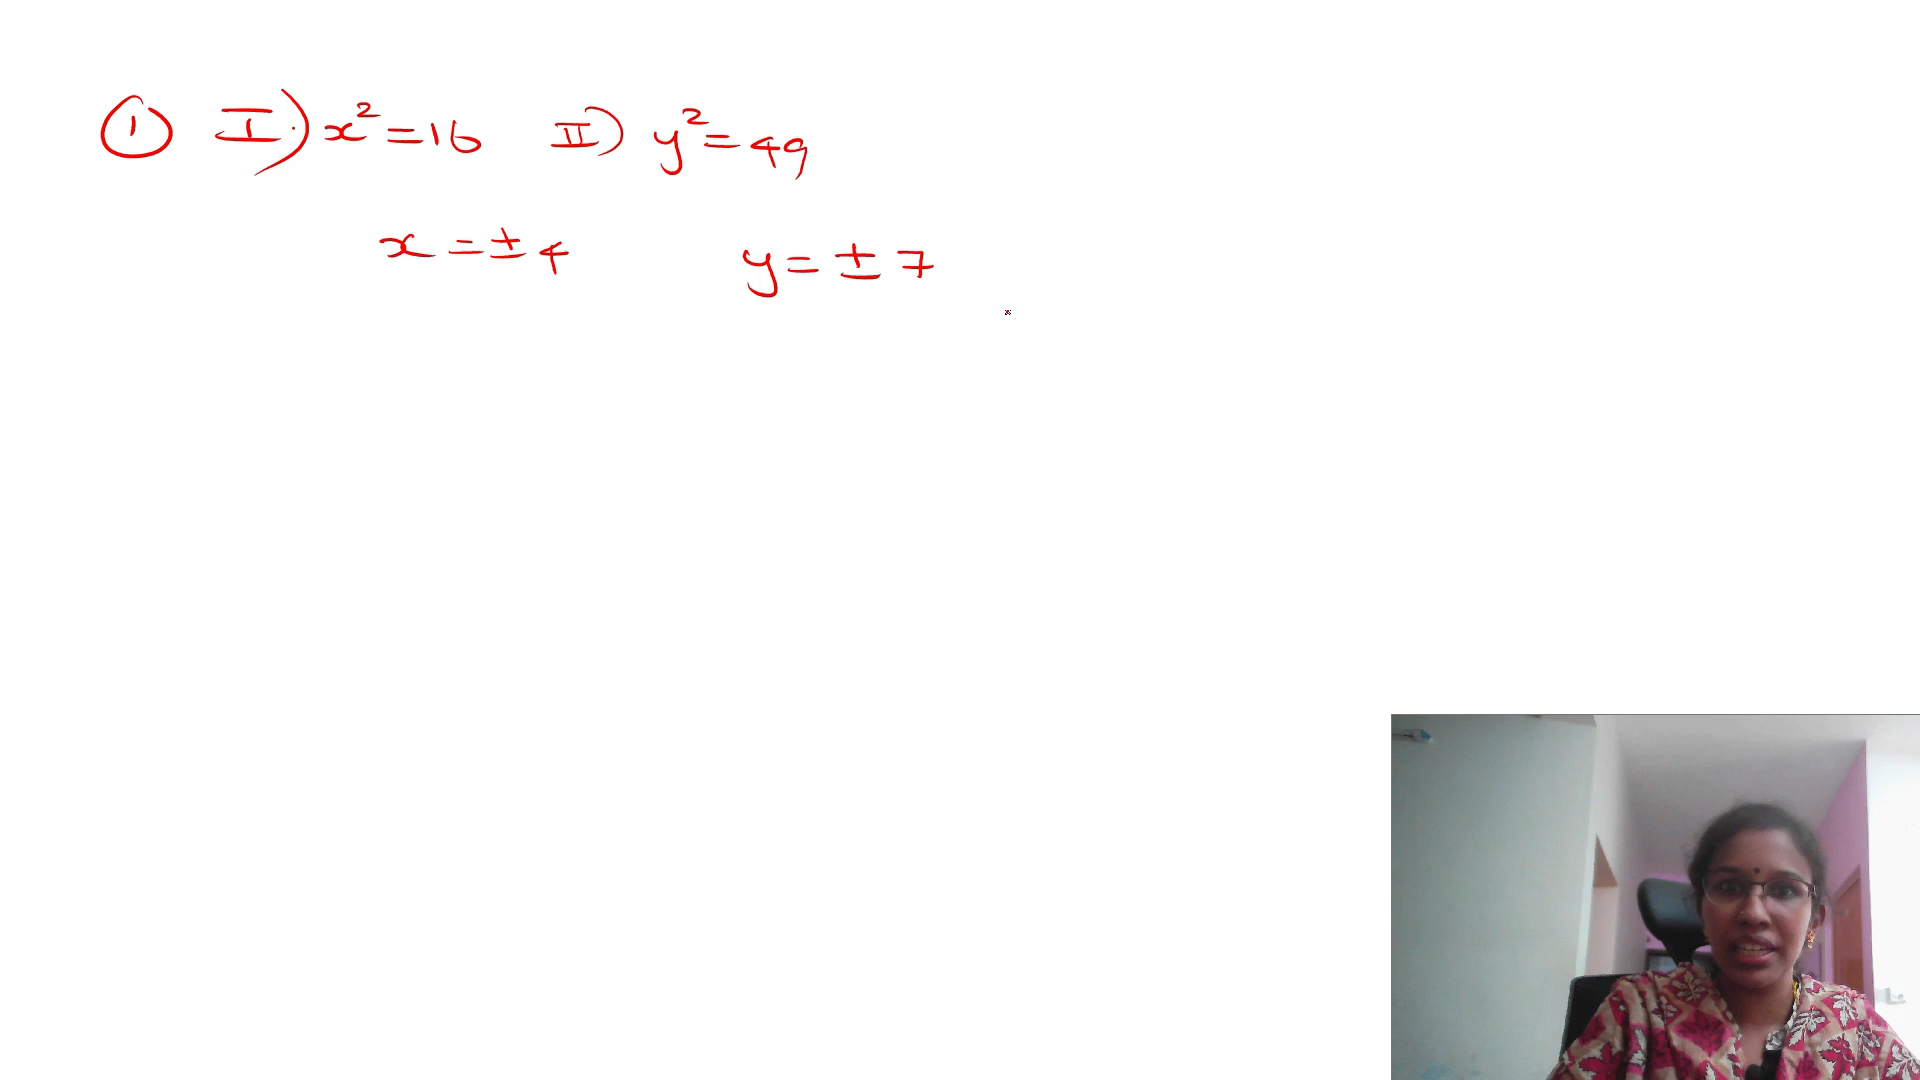 ① I) x² = 16 II) y² = 49
x = ± 4 y = ± 7